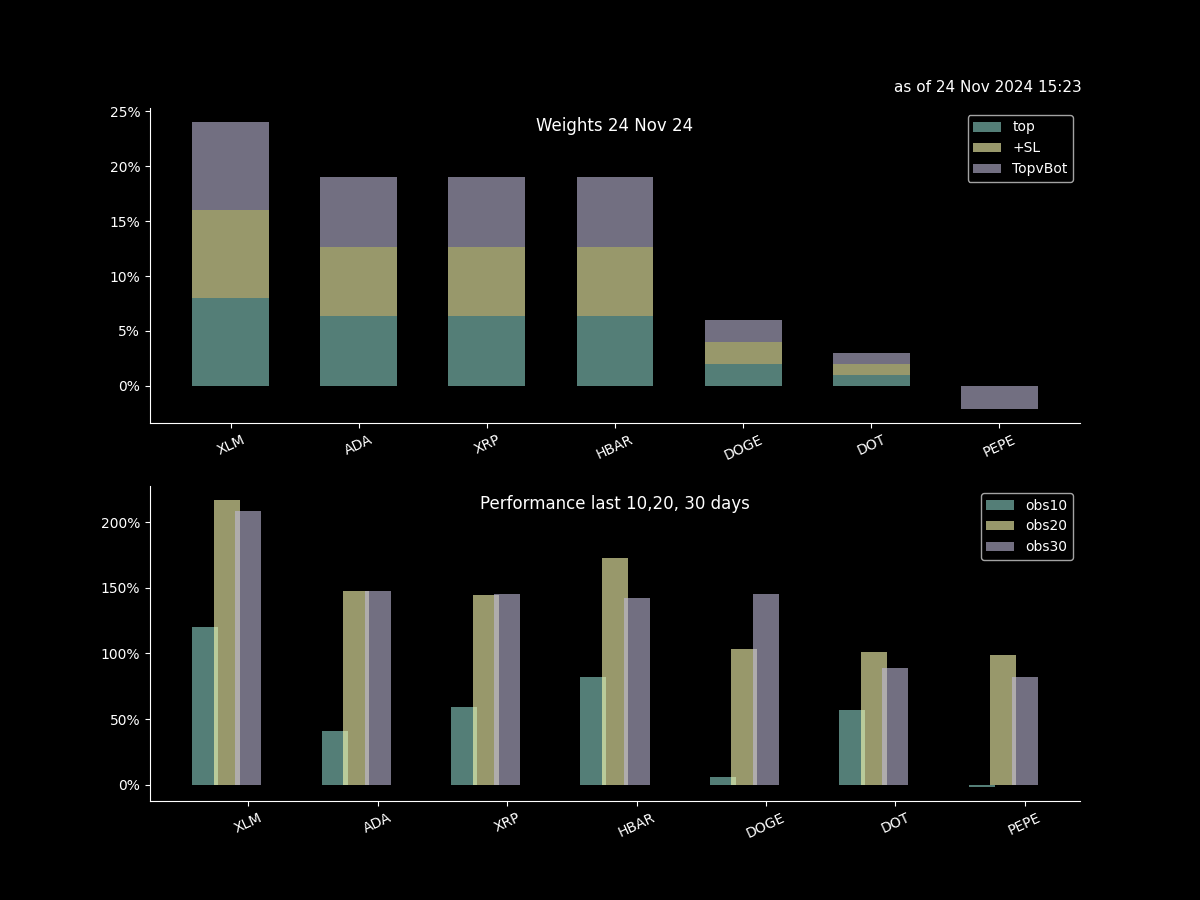 as of 24 Nov 2024 15:23
Weights 24 Nov 24
top
+SL
TopvBot
25%
20%
15%
10%
5%
0%
XLM ADA XRP HBAR DOGE DOT PEPE
Performance last 10,20, 30 days
obs10
obs20
obs30
200%
150%
100%
50%
0%
XLM ADA XRP HBAR DOGE DOT PEPE